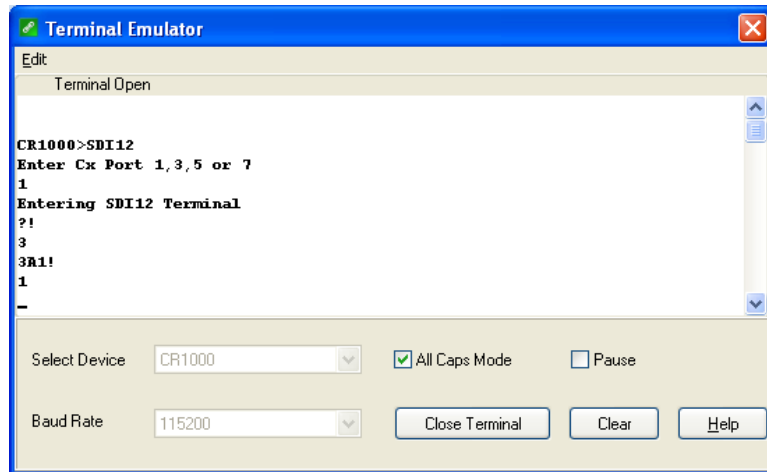 Terminal Emulator
Edit
Terminal Open
CR1000>SDI12
Enter Cx Port 1,3,5 or 7
1
Entering SDI12 Terminal
?!
3
3A1!
1
Select Device CR1000 All Caps Mode Pause
Baud Rate 115200 Close Terminal Clear Help